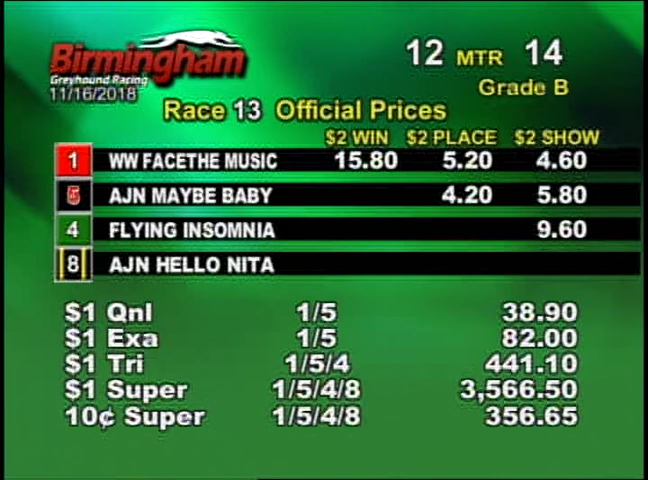 Birmingham
Greyhound Racing
11/16/2018
12 MTR 14
Grade B
Race 13 Official Prices
$2 WIN $2 PLACE $2 SHOW
1 WW FACETHE MUSIC 15.80 5.20 4.60
5 AJN MAYBE BABY 4.20 5.80
4 FLYING INSOMNIA 9.60
8 AJN HELLO NITA
$1 Qnl 1/5 38.90
$1 Exa 1/5 82.00
$1 Tri 1/5/4 441.10
$1 Super 1/5/4/8 3,566.50
10¢ Super 1/5/4/8 356.65